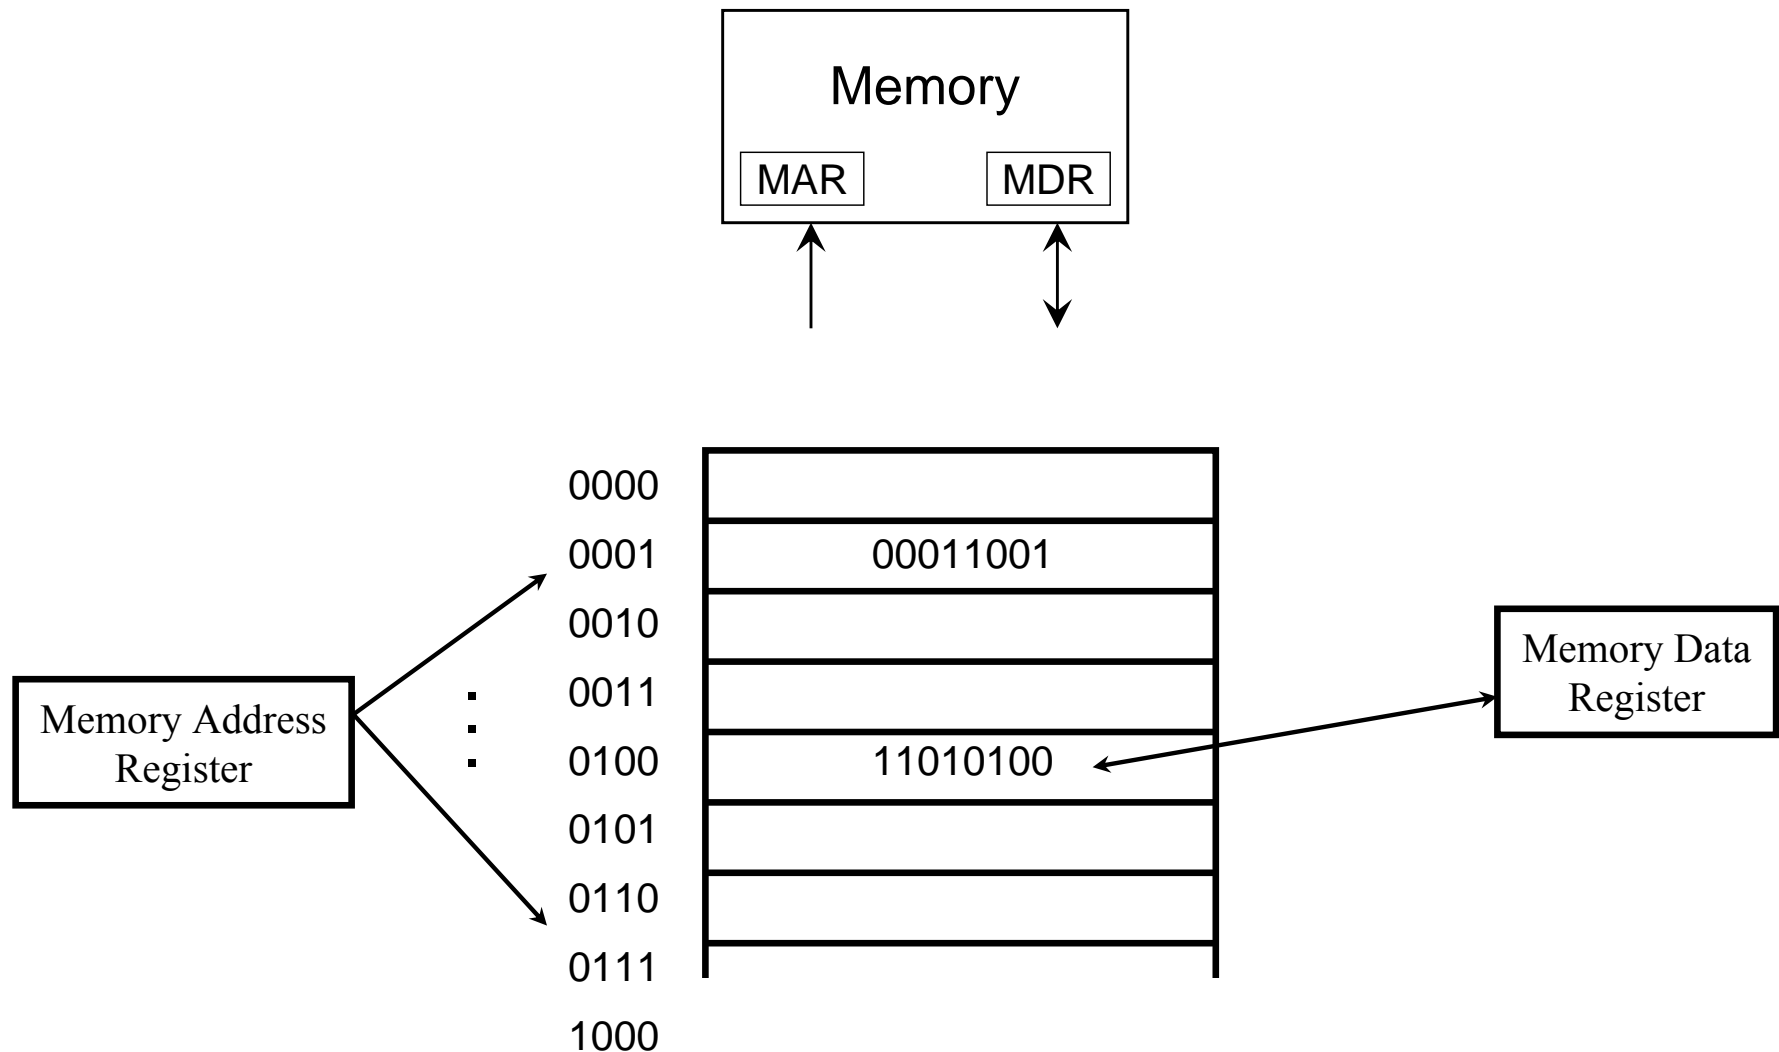 Memory
MAR MDR
0000
0001 00011001
0010
0011
0100 11010100
0101
0110
0111
1000
Memory Address
Register
Memory Data
Register